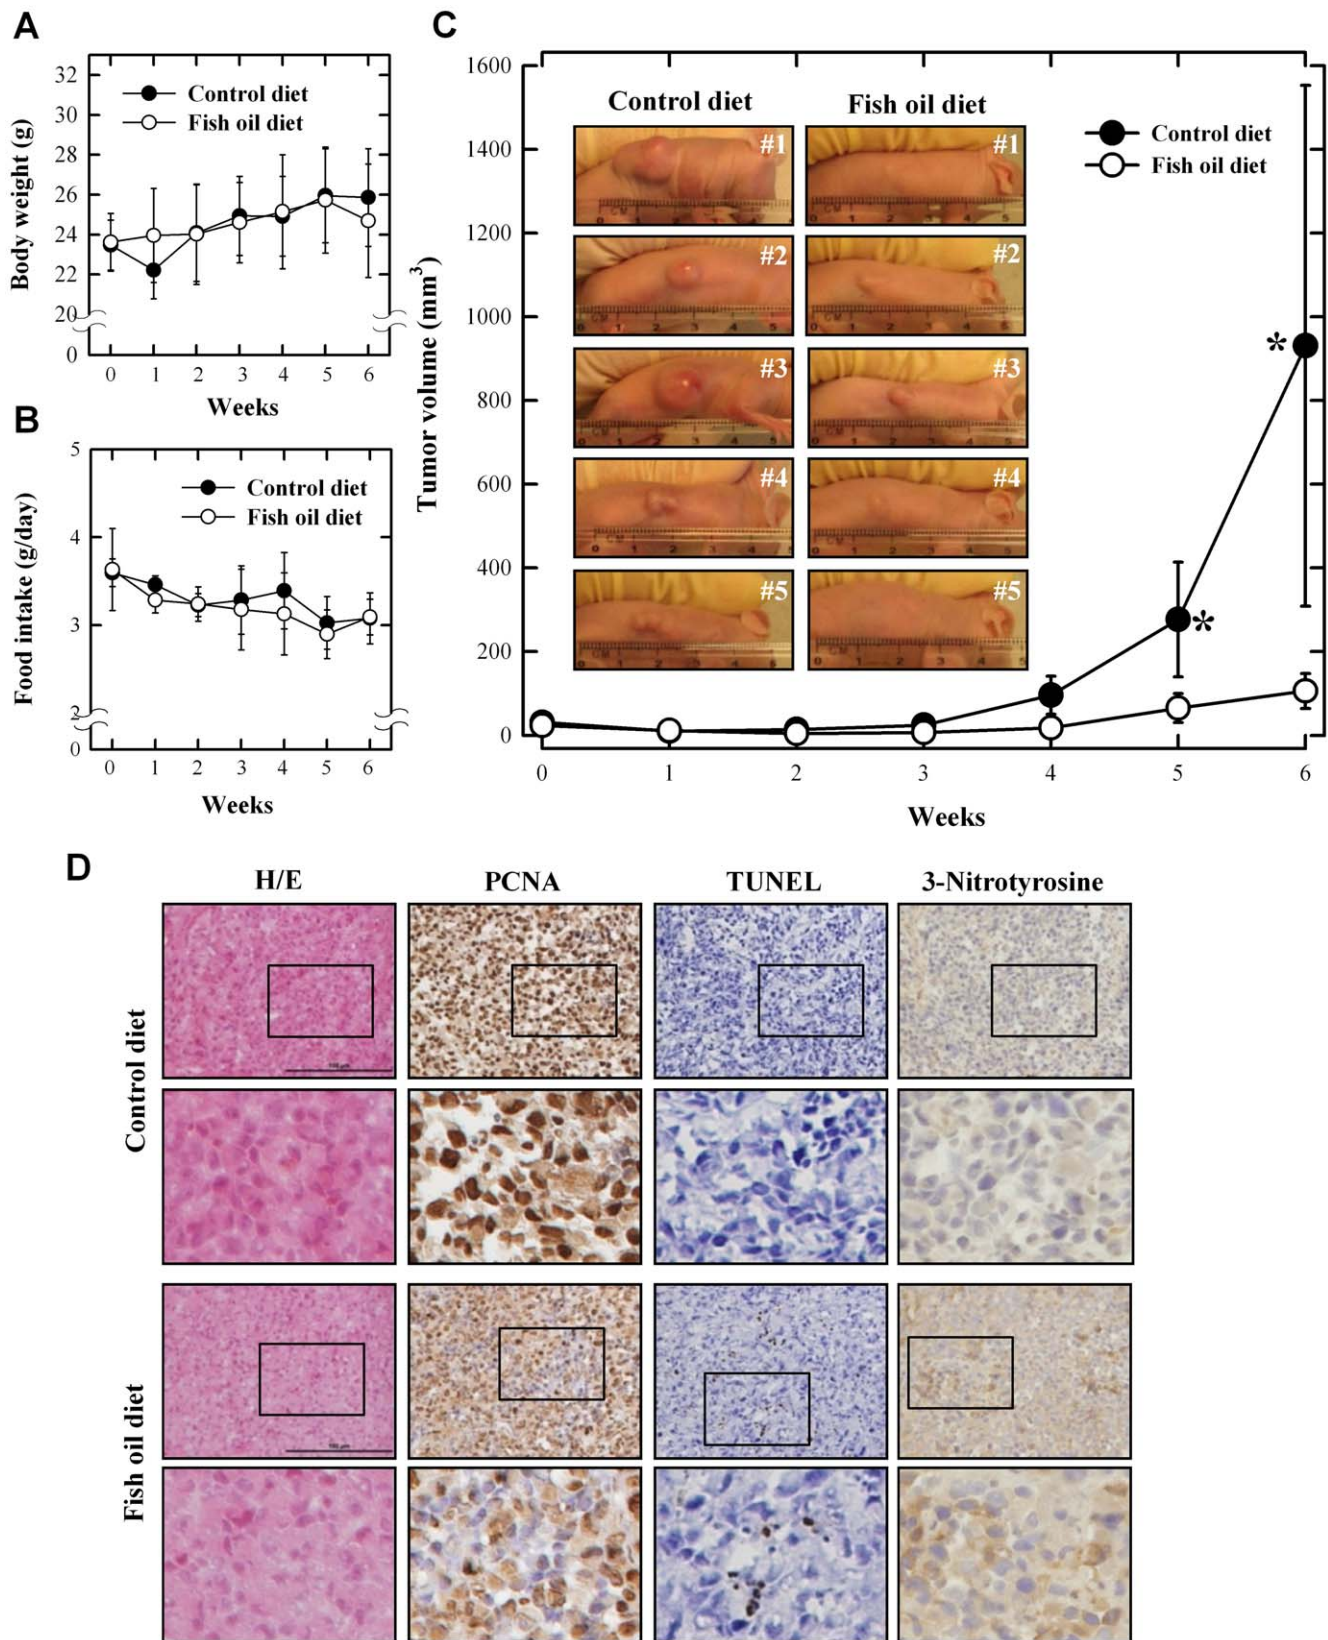 A
32
30
28
26
24
22
20
0
Body weight (g)
Control diet
Fish oil diet
0 1 2 3 4 5 6
Weeks
B
5
4
3
2
0
Food intake (g/day)
Control diet
Fish oil diet
0 1 2 3 4 5 6
Weeks
C
1600
1400
1200
1000
800
600
400
200
0
Tumor volume (mm³)
Control diet Fish oil diet
#1 #1
#2 #2
#3 #3
#4 #4
#5 #5
Control diet
Fish oil diet
*
*
0 1 2 3 4 5 6
Weeks
D
H/E PCNA TUNEL 3-Nitrotyrosine
Control diet
Fish oil diet